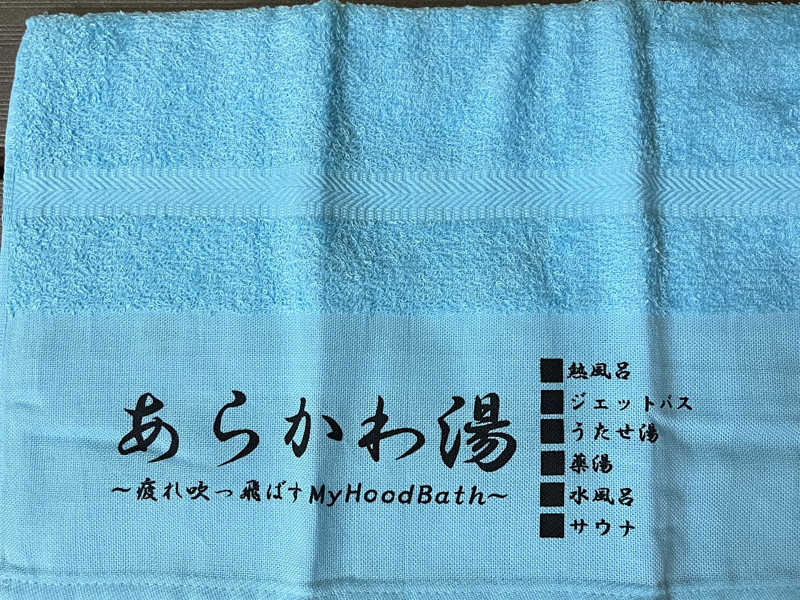 あらかわ湯
～疲れ吹っ飛ばすMyHoodBath～
■熱風呂
■ジェットバス
■うたせ湯
■薬湯
■水風呂
■サウナ